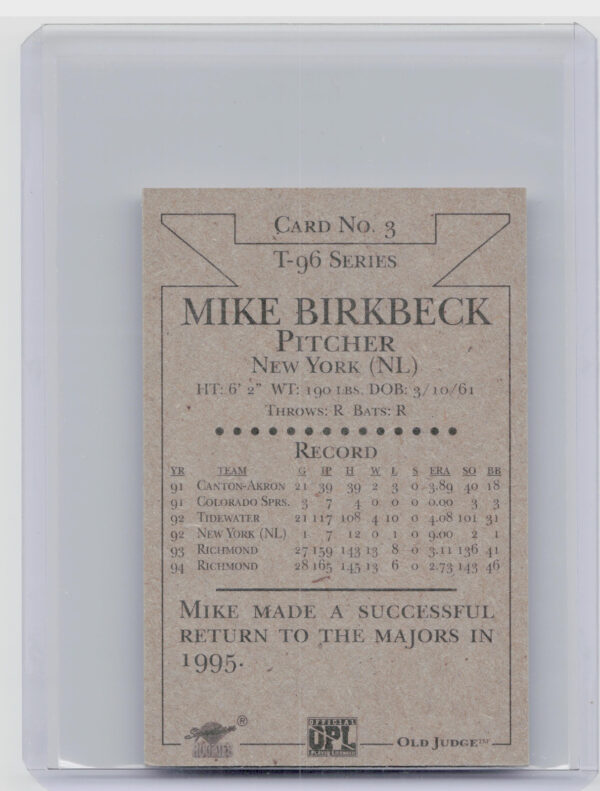 CARD NO. 3
T-96 SERIES
MIKE BIRKBECK
PITCHER
NEW YORK (NL)
HT: 6' 2" WT: 190 LBS. DOB: 3/10/61
THROWS: R BATS: R
RECORD
YR TEAM G IP H W L S ERA SO BB
91 CANTON-AKRON 21 39 39 2 3 0 3.89 40 18
91 COLORADO SPRS. 3 7 4 0 0 0 0.00 3 3
92 TIDEWATER 21 117 108 4 10 0 4.08 101 31
92 NEW YORK (NL) 1 7 12 0 1 0 9.00 2 1
93 RICHMOND 27 159 143 13 8 0 3.11 136 41
94 RICHMOND 28 165 145 13 6 0 2.73 143 46
MIKE MADE A SUCCESSFUL
RETURN TO THE MAJORS IN
1995.
®
OFFICIAL
OPL
OLD JUDGE™